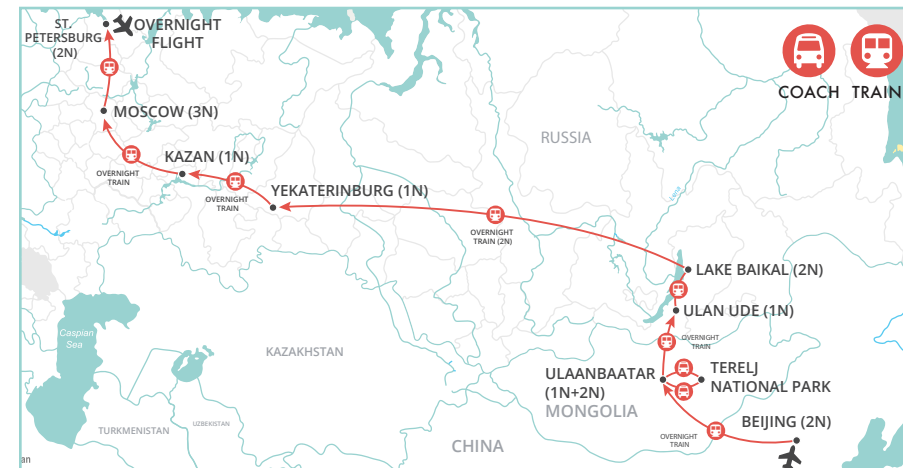 ST.
PETERSBURG
(2N)
OVERNIGHT
FLIGHT
COACH
TRAIN
MOSCOW (3N)
RUSSIA
KAZAN (1N)
OVERNIGHT
TRAIN
YEKATERINBURG (1N)
OVERNIGHT
TRAIN
Lena
OVERNIGHT
TRAIN (2N)
LAKE BAIKAL (2N)
ULAN UDE (1N)
Caspian
Sea
OVERNIGHT
TRAIN
KAZAKHSTAN
ULAANBAATAR
(1N+2N)
TERELJ
NATIONAL PARK
MONGOLIA
UZBEKISTAN
TURKMENISTAN
BEIJING (2N)
OVERNIGHT
TRAIN
CHINA
an